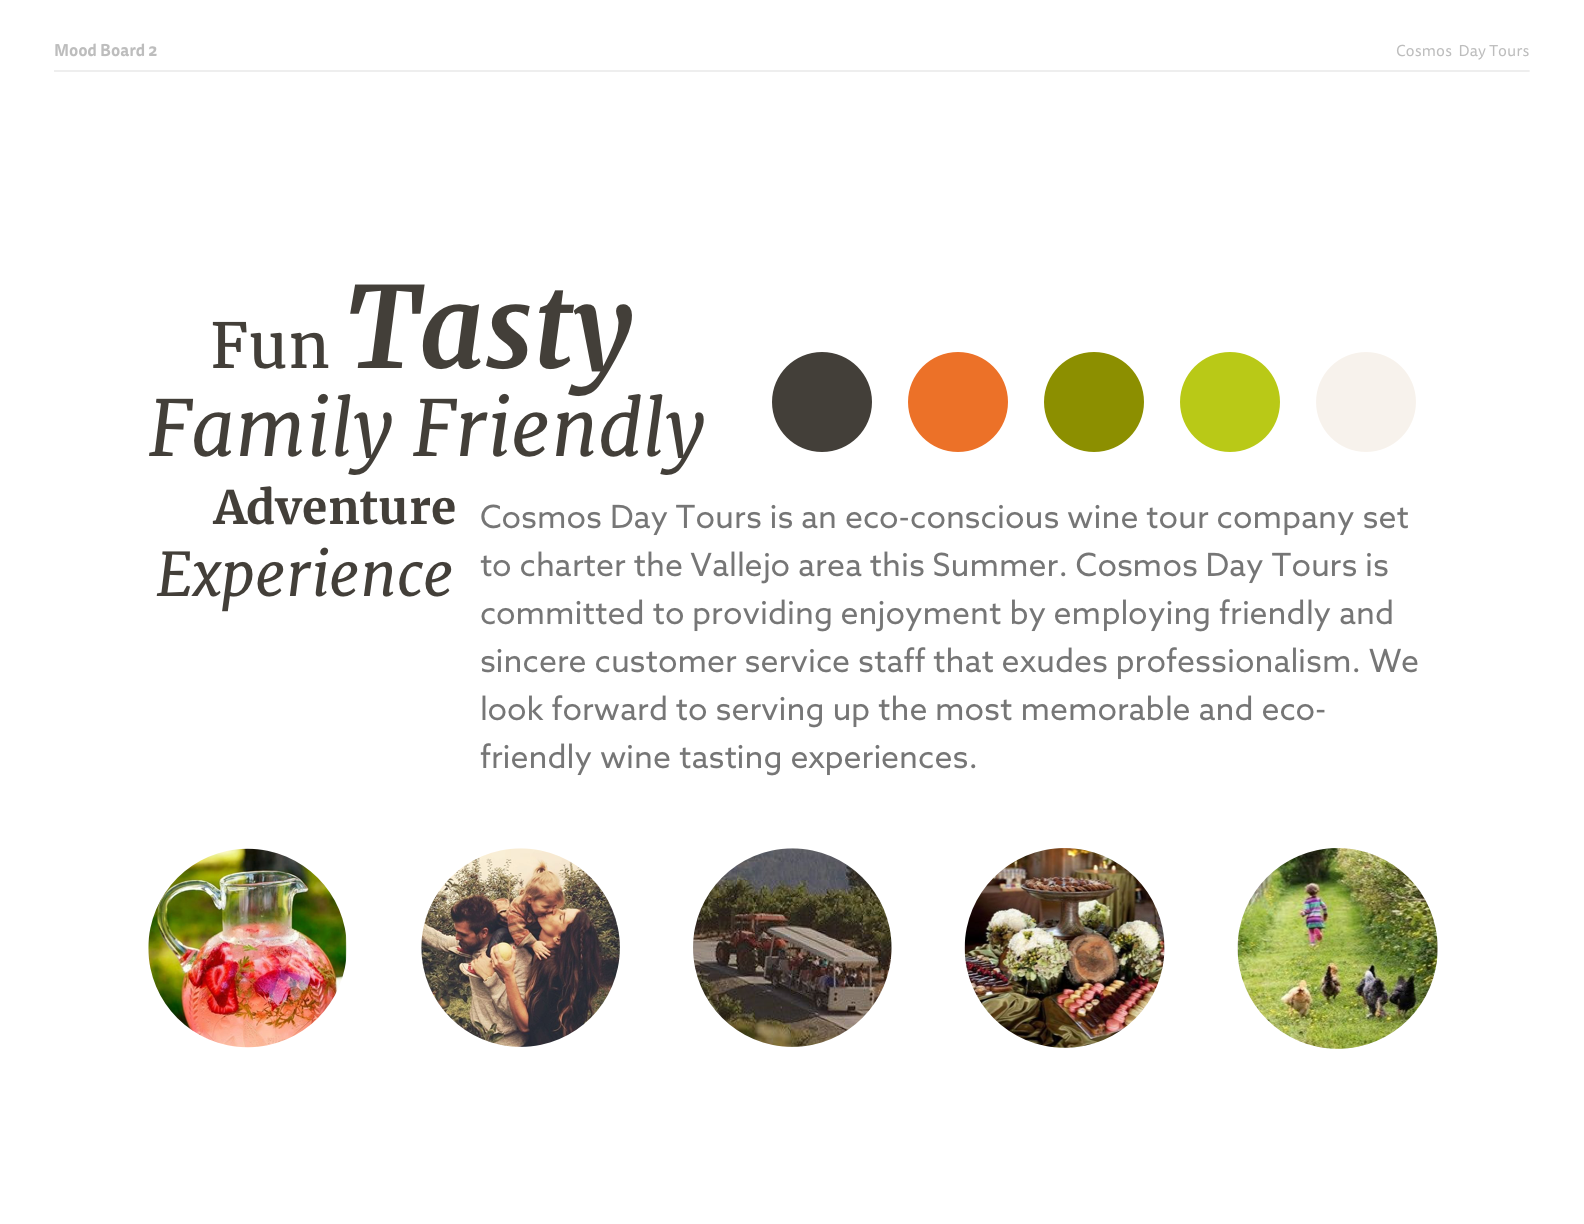 Mood Board 2
Cosmos Day Tours
Fun Tasty
Family Friendly
Adventure
Experience
Cosmos Day Tours is an eco-conscious wine tour company set
to charter the Vallejo area this Summer. Cosmos Day Tours is
committed to providing enjoyment by employing friendly and
sincere customer service staff that exudes professionalism. We
look forward to serving up the most memorable and eco-
friendly wine tasting experiences.